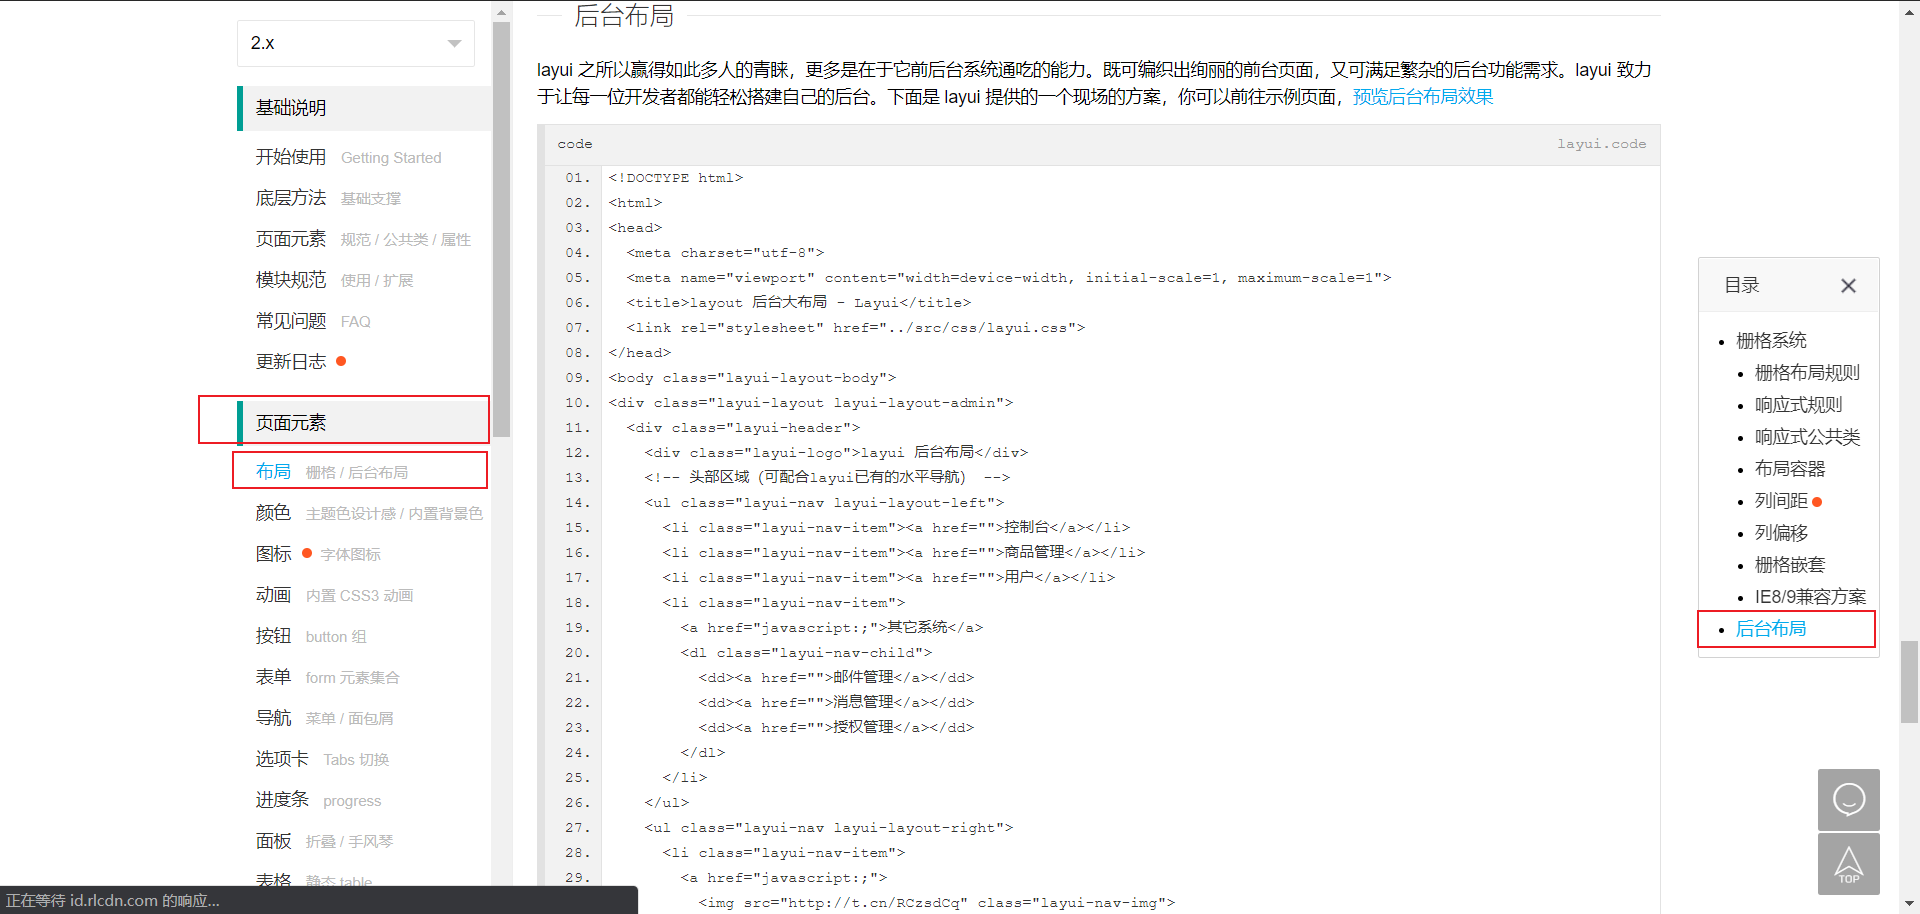 2.x
基础说明
开始使用 Getting Started
底层方法 基础支撑
页面元素 规范 / 公共类 / 属性
模块规范 使用 / 扩展
常见问题 FAQ
更新日志
页面元素
布局 栅格 / 后台布局
颜色 主题色设计感 / 内置背景色
图标 字体图标
动画 内置 CSS3 动画
按钮 button 组
表单 form 元素集合
导航 菜单 / 面包屑
选项卡 Tabs 切换
进度条 progress
面板 折叠 / 手风琴
表格 静态 table
正在等待 id.rlcdn.com 的响应...
后台布局
layui 之所以赢得如此多人的青睐，更多是在于它前后台系统通吃的能力。既可编织出绚丽的前台页面，又可满足繁杂的后台功能需求。layui 致力
于让每一位开发者都能轻松搭建自己的后台。下面是 layui 提供的一个现场的方案，你可以前往示例页面，预览后台布局效果
code layui.code
01. <!DOCTYPE html>
02. <html>
03. <head>
04. <meta charset="utf-8">
05. <meta name="viewport" content="width=device-width, initial-scale=1, maximum-scale=1">
06. <title>layout 后台大布局 - Layui</title>
07. <link rel="stylesheet" href="../src/css/layui.css">
08. </head>
09. <body class="layui-layout-body">
10. <div class="layui-layout layui-layout-admin">
11. <div class="layui-header">
12. <div class="layui-logo">layui 后台布局</div>
13. <!-- 头部区域（可配合layui已有的水平导航） -->
14. <ul class="layui-nav layui-layout-left">
15. <li class="layui-nav-item"><a href="">控制台</a></li>
16. <li class="layui-nav-item"><a href="">商品管理</a></li>
17. <li class="layui-nav-item"><a href="">用户</a></li>
18. <li class="layui-nav-item">
19. <a href="javascript:;">其它系统</a>
20. <dl class="layui-nav-child">
21. <dd><a href="">邮件管理</a></dd>
22. <dd><a href="">消息管理</a></dd>
23. <dd><a href="">授权管理</a></dd>
24. </dl>
25. </li>
26. </ul>
27. <ul class="layui-nav layui-layout-right">
28. <li class="layui-nav-item">
29. <a href="javascript:;">
<img src="http://t.cn/RCzsdCq" class="layui-nav-img">
目录
栅格系统
栅格布局规则
响应式规则
响应式公共类
布局容器
列间距
列偏移
栅格嵌套
IE8/9兼容方案
后台布局
TOP